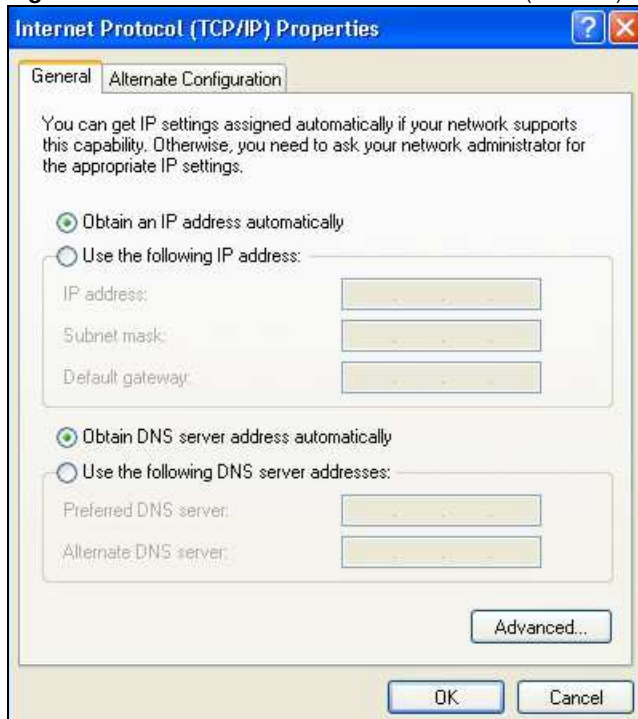 Internet Protocol (TCP/IP) Properties
General
Alternate Configuration
You can get IP settings assigned automatically if your network supports
this capability. Otherwise, you need to ask your network administrator for
the appropriate IP settings.
Obtain an IP address automatically
Use the following IP address:
IP address:
Subnet mask:
Default gateway:
Obtain DNS server address automatically
Use the following DNS server addresses:
Preferred DNS server:
Alternate DNS server:
Advanced...
OK
Cancel